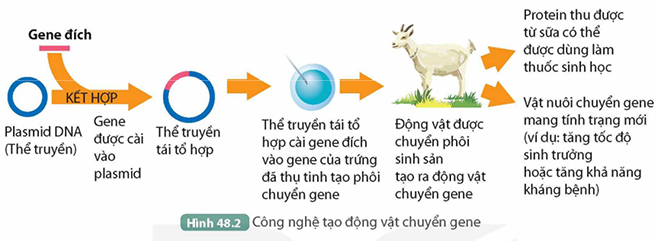 Gene đích
KẾT HỢP
Plasmid DNA
(Thể truyền)
Gene
được cài
vào
plasmid
Thể truyền
tái tổ hợp
Thể truyền tái tổ
hợp cài gene đích
vào gene của trứng
đã thụ tinh tạo phôi
chuyển gene
Động vật được
chuyển phôi
sinh sản
tạo ra động vật
chuyển gene
Protein thu được
từ sữa có thể
được dùng làm
thuốc sinh học
Vật nuôi chuyển gene
mang tính trạng mới
(ví dụ: tăng tốc độ
sinh trưởng
hoặc tăng khả năng
kháng bệnh)
Hình 48.2 Công nghệ tạo động vật chuyển gene